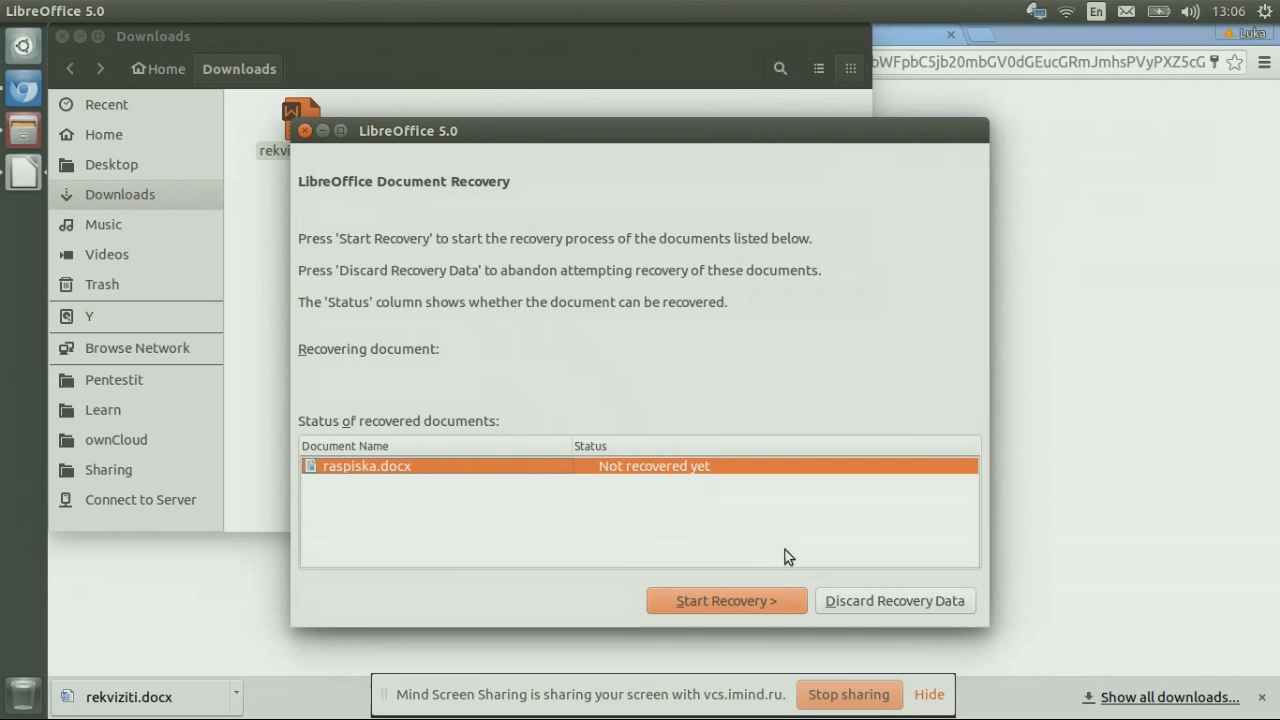 LibreOffice 5.0
En
13:06
Downloads
Luka
Home
Downloads
Recent
Home
Desktop
Downloads
Music
Videos
Trash
Y
Browse Network
Pentestit
Learn
ownCloud
Sharing
Connect to Server
LibreOffice 5.0
LibreOffice Document Recovery
Press 'Start Recovery' to start the recovery process of the documents listed below.
Press 'Discard Recovery Data' to abandon attempting recovery of these documents.
The 'Status' column shows whether the document can be recovered.
Recovering document:
Status of recovered documents:
Document Name Status
raspiska.docx Not recovered yet
Start Recovery > Discard Recovery Data
rekviziti.docx
Mind Screen Sharing is sharing your screen with vcs.imind.ru. Stop sharing Hide
Show all downloads...